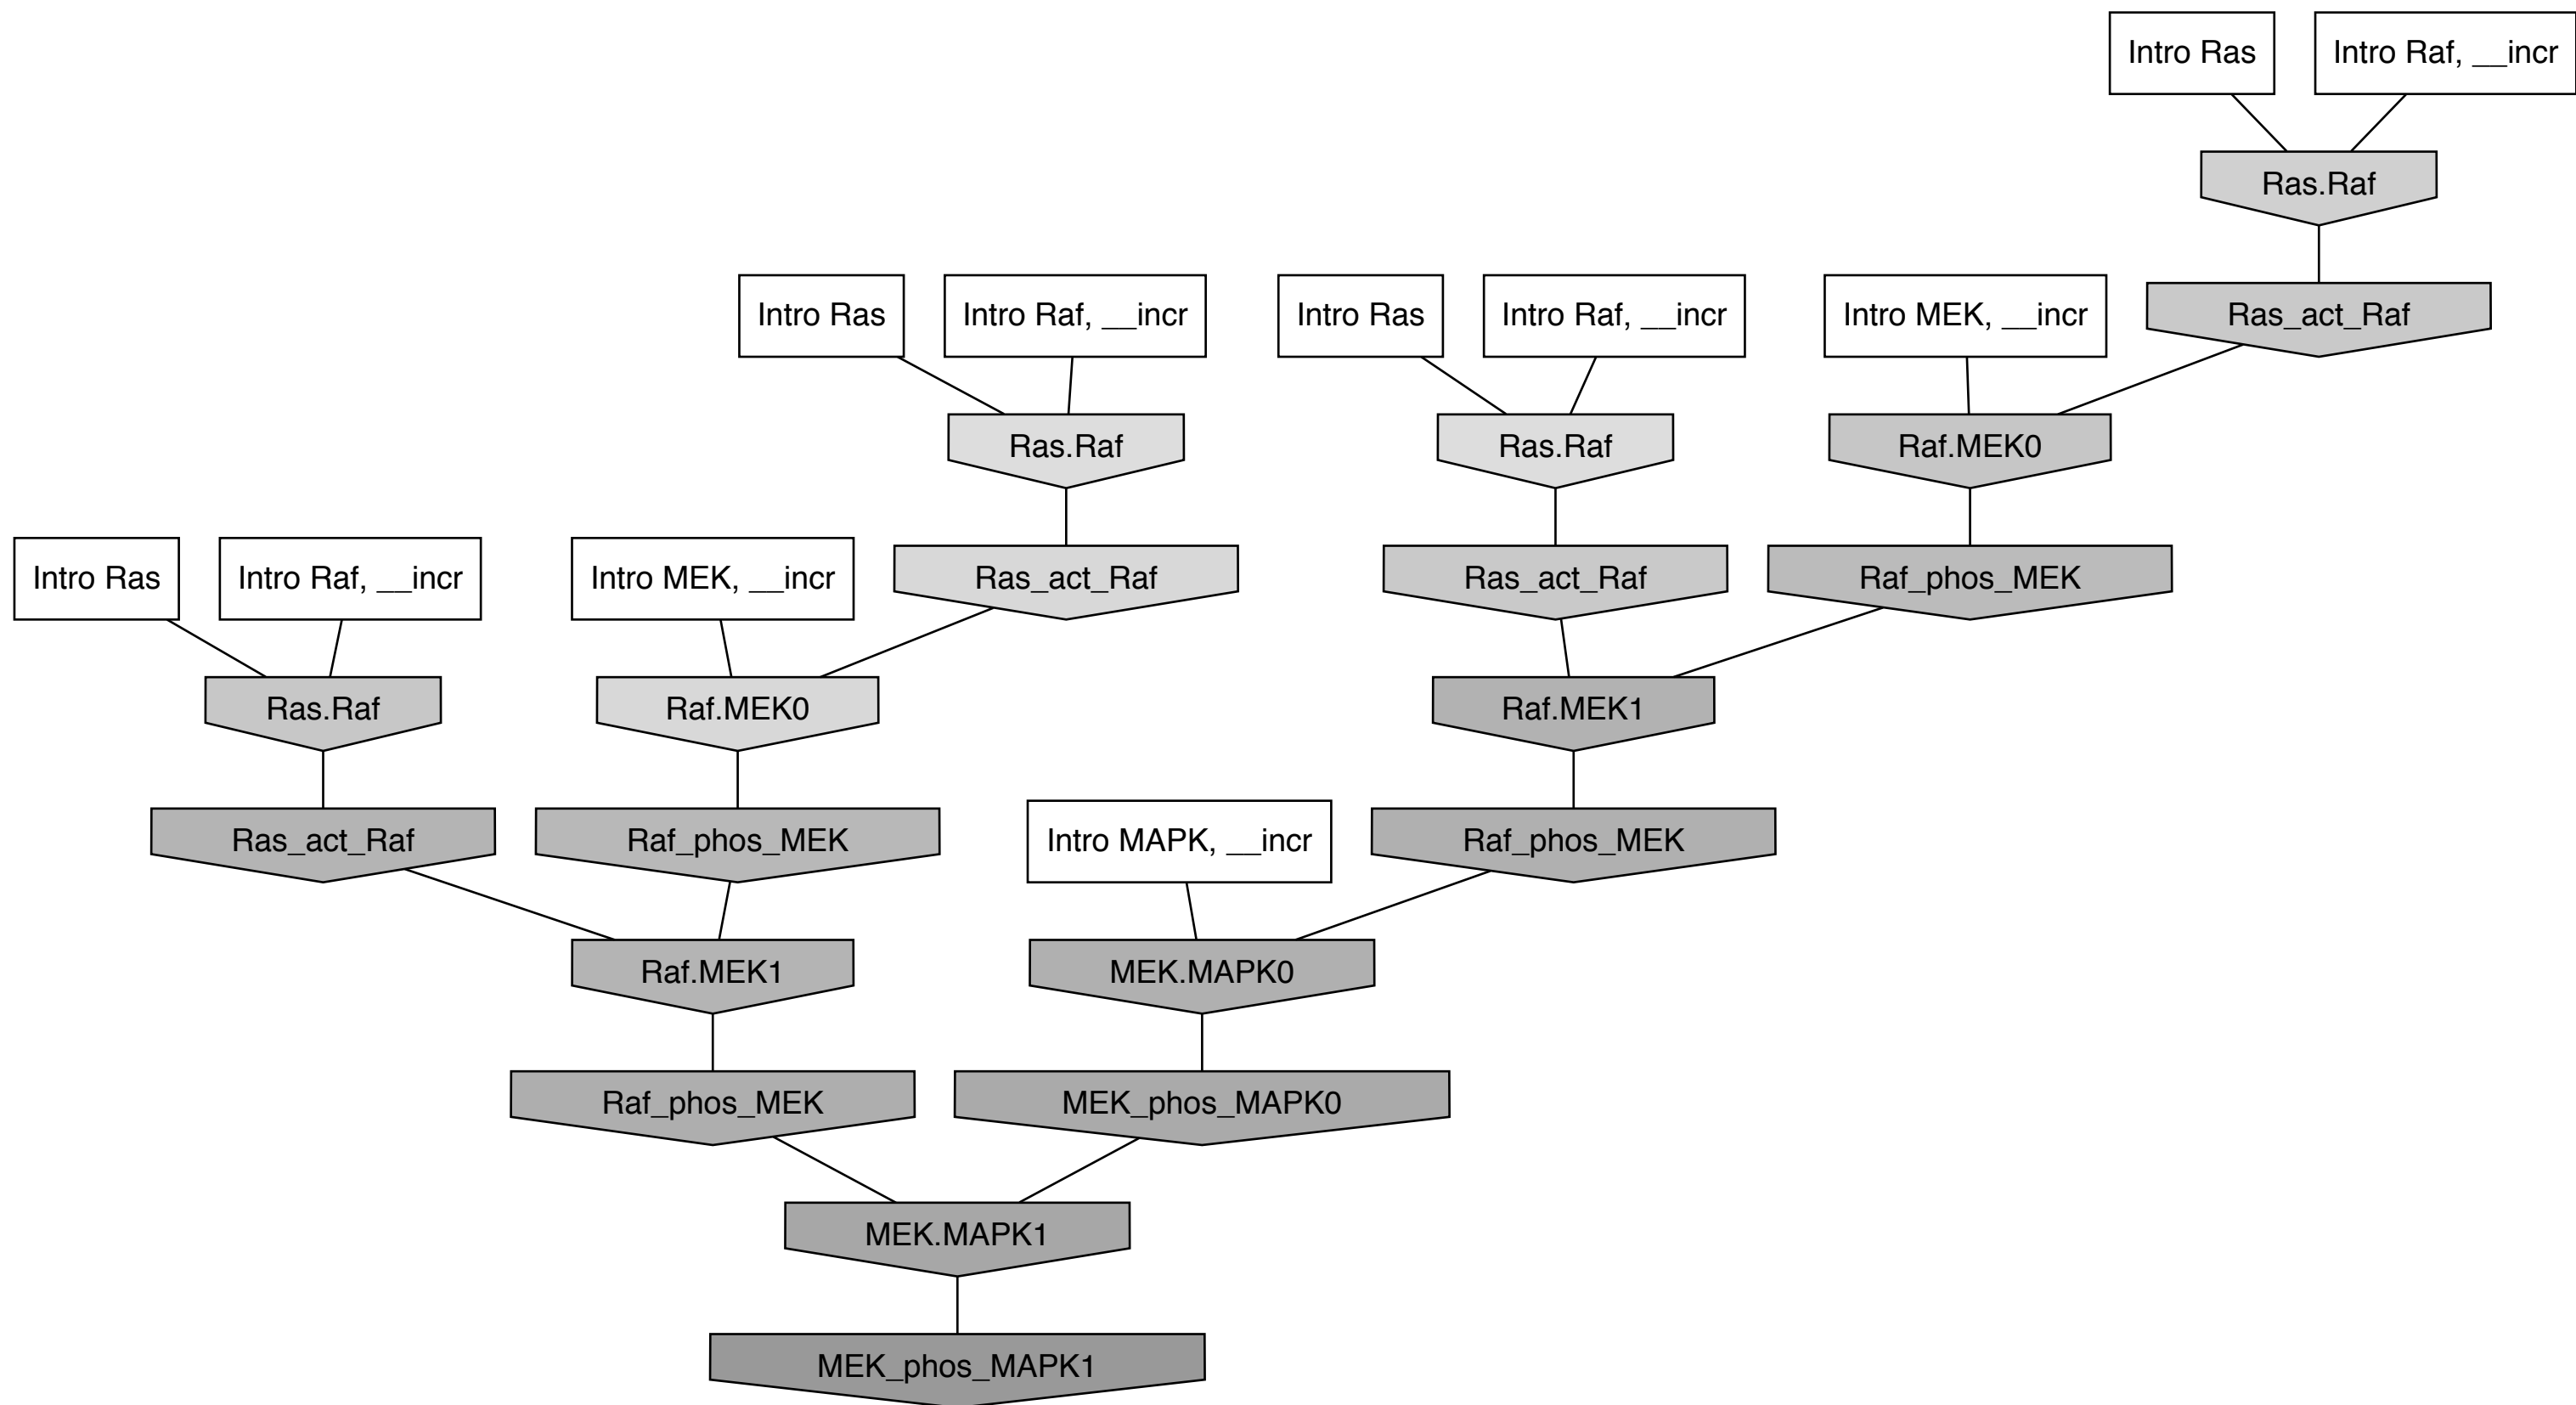 Intro Ras
Intro Raf, __incr
Ras.Raf
Intro Ras
Intro Raf, __incr
Intro Ras
Intro Raf, __incr
Intro MEK, __incr
Ras_act_Raf
Ras.Raf
Ras.Raf
Raf.MEK0
Intro Ras
Intro Raf, __incr
Intro MEK, __incr
Ras_act_Raf
Ras_act_Raf
Raf_phos_MEK
Ras.Raf
Raf.MEK0
Raf.MEK1
Ras_act_Raf
Raf_phos_MEK
Intro MAPK, __incr
Raf_phos_MEK
Raf.MEK1
MEK.MAPK0
Raf_phos_MEK
MEK_phos_MAPK0
MEK.MAPK1
MEK_phos_MAPK1